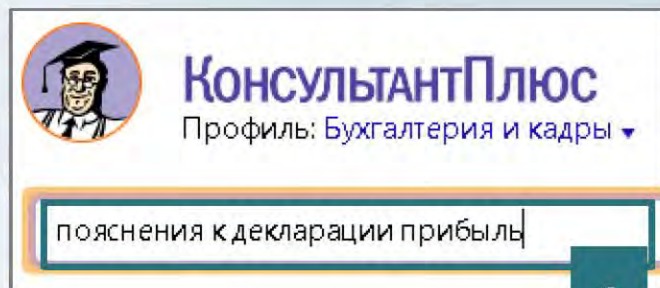 КонсультантПлюс
Профиль: Бухгалтерия и кадры
пояснения к декларации прибыль